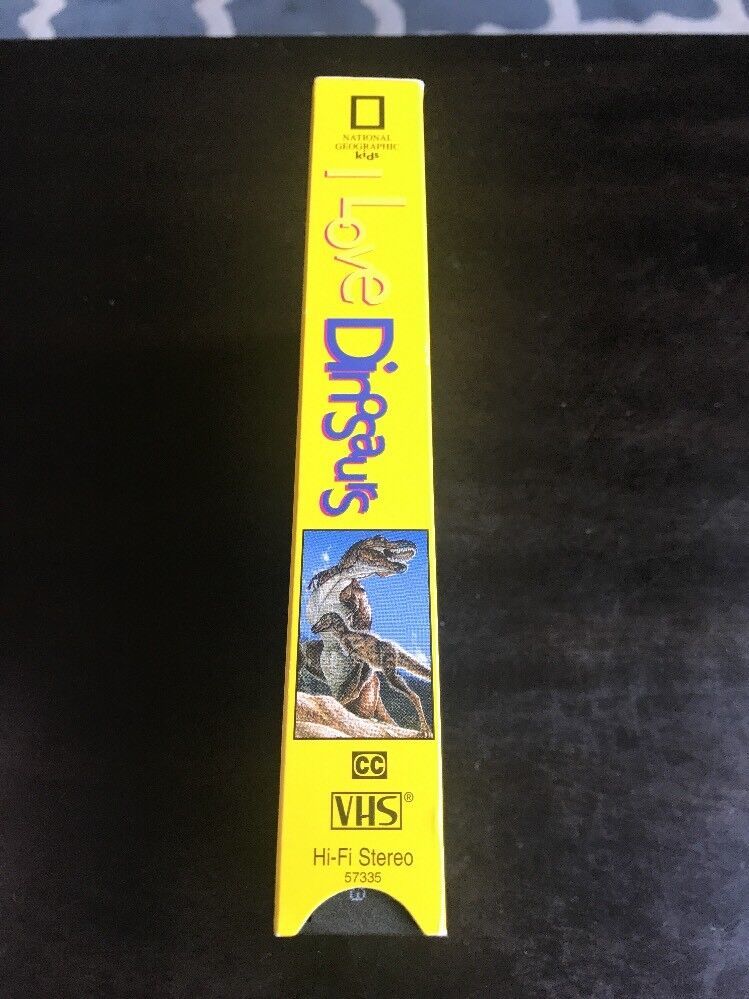 NATIONAL
GEOGRAPHIC
kids
I Love Dinosaurs
CC
VHS®
Hi-Fi Stereo
57335